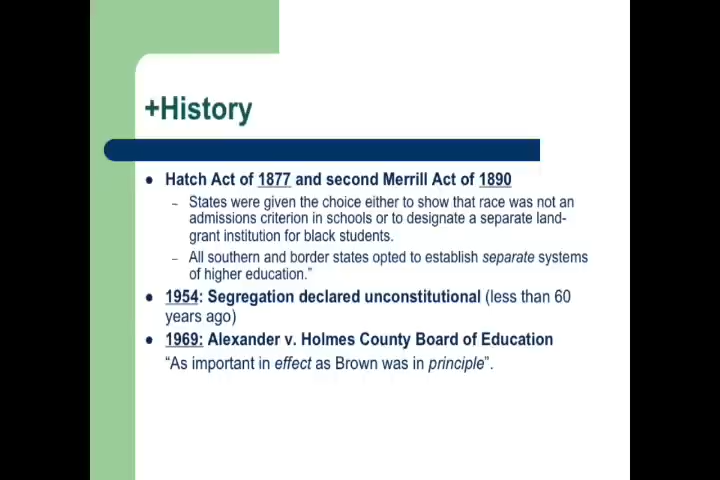 +History
● Hatch Act of 1877 and second Merrill Act of 1890
– States were given the choice either to show that race was not an
admissions criterion in schools or to designate a separate land-
grant institution for black students.
– All southern and border states opted to establish separate systems
of higher education.”
● 1954: Segregation declared unconstitutional (less than 60
years ago)
● 1969: Alexander v. Holmes County Board of Education
“As important in effect as Brown was in principle”.